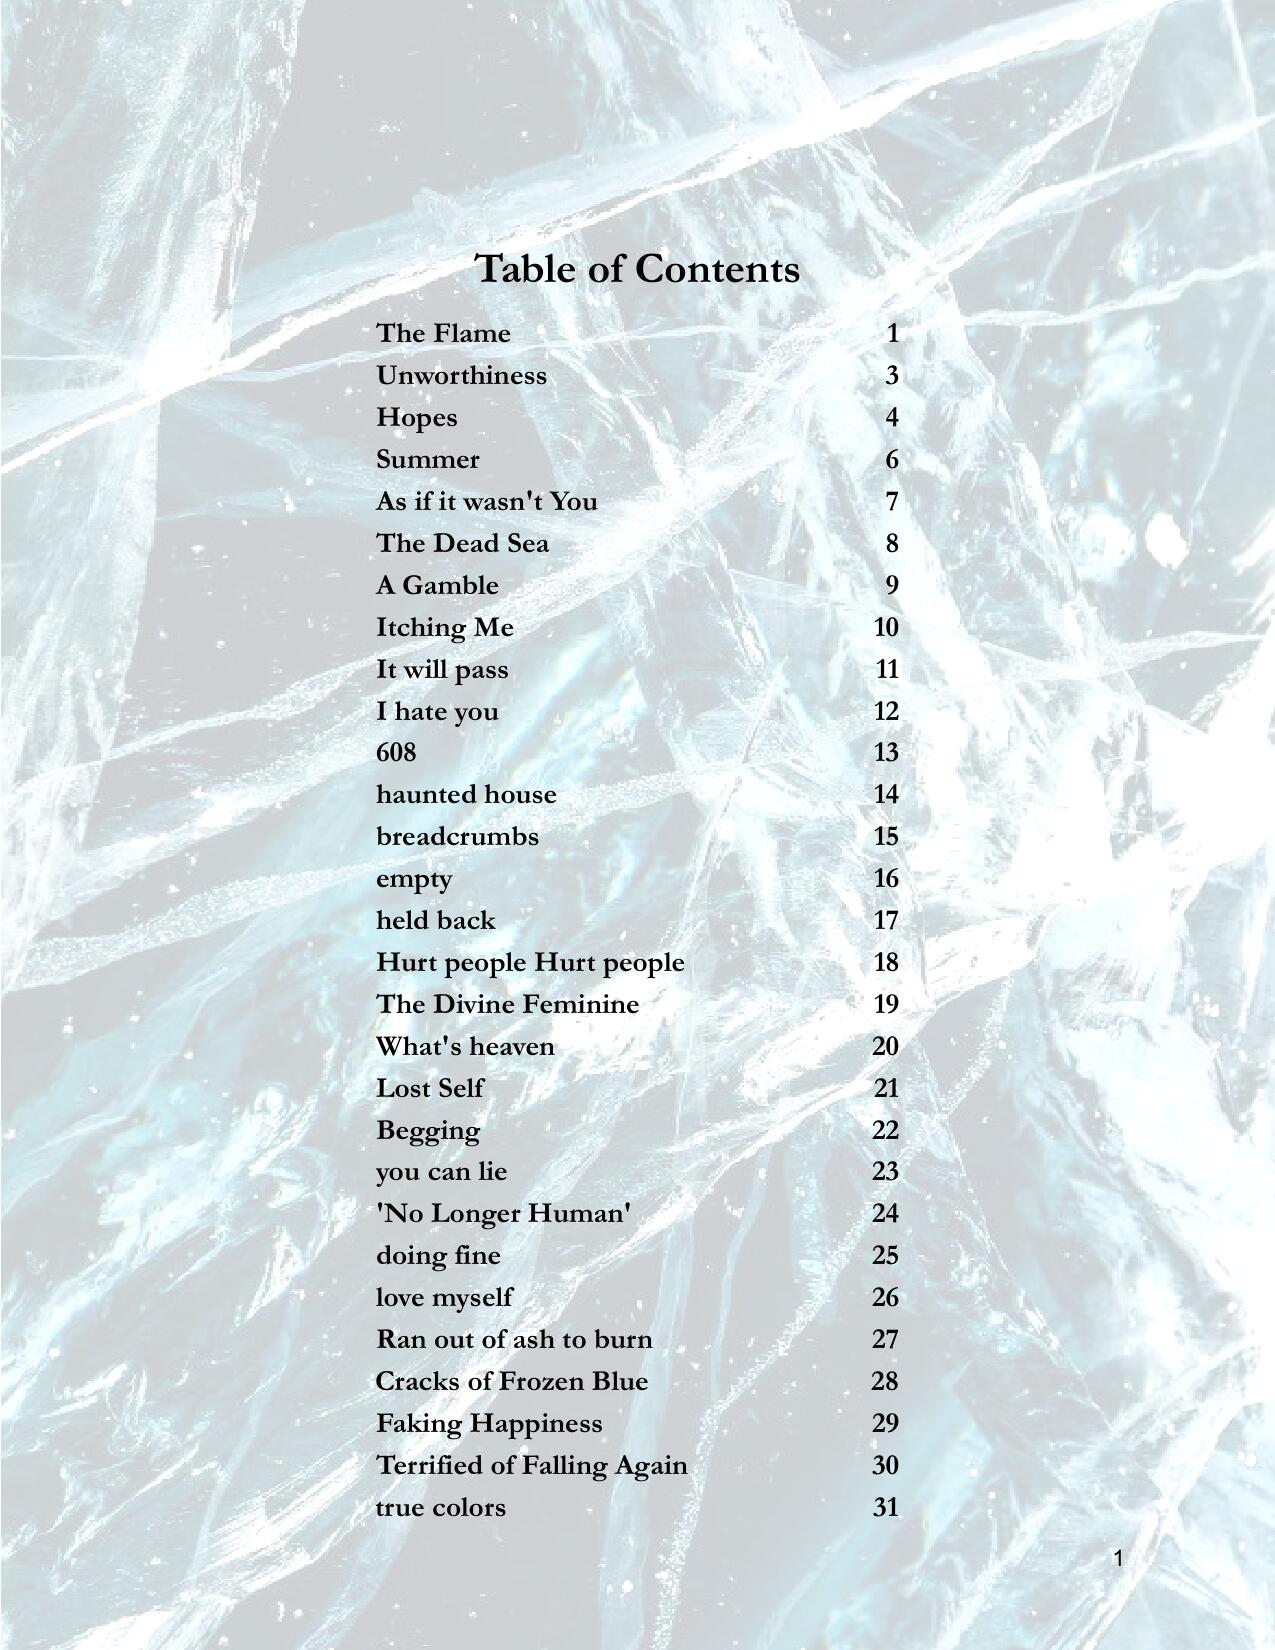 Table of Contents
The Flame 1
Unworthiness 3
Hopes 4
Summer 6
As if it wasn't You 7
The Dead Sea 8
A Gamble 9
Itching Me 10
It will pass 11
I hate you 12
608 13
haunted house 14
breadcrumbs 15
empty 16
held back 17
Hurt people Hurt people 18
The Divine Feminine 19
What's heaven 20
Lost Self 21
Begging 22
you can lie 23
'No Longer Human' 24
doing fine 25
love myself 26
Ran out of ash to burn 27
Cracks of Frozen Blue 28
Faking Happiness 29
Terrified of Falling Again 30
true colors 31
1